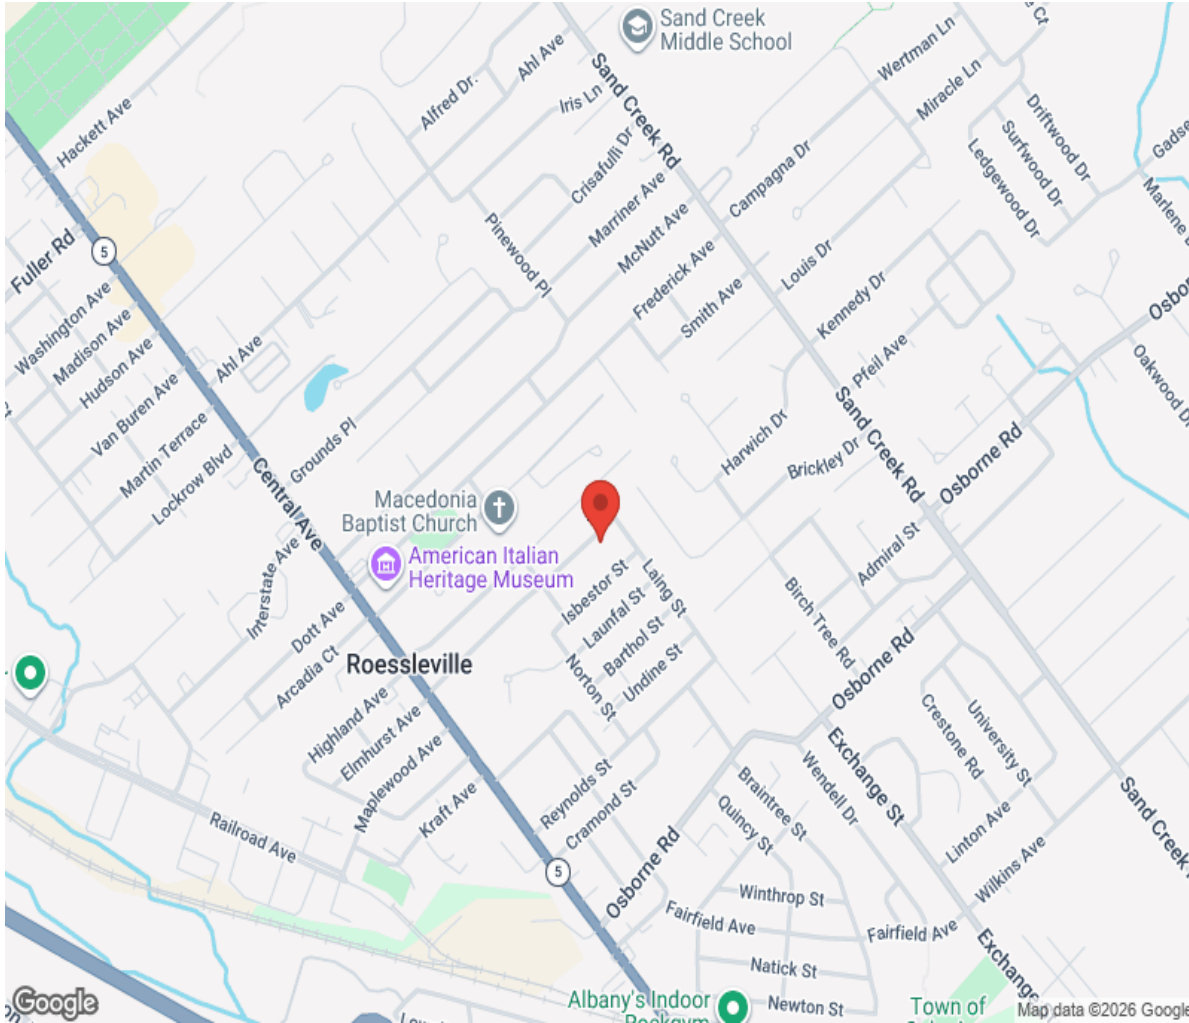 Sand Creek
Middle School
Ahl Ave
Wertman Ln
Alfred Dr.
Iris Ln
Sand Creek Rd
Miracle Ln
Hackett Ave
Driftwood Dr
Surfwood Dr
Ledgewood Dr
Crisafulli Dr
Campagna Dr
Marriner Ave
McNutt Ave
Pinewood Pl
Fuller Rd
5
Louis Dr
Frederick Ave
Smith Ave
Kennedy Dr
Washington Ave
Madison Ave
Hudson Ave
Van Buren Ave
Ahl Ave
Pfeil Ave
Oakwood Dr
Martin Terrace
Lockrow Blvd
Grounds Pl
Central Ave
Harwich Dr
Brickley Dr
Sand Creek Rd
Osborne Rd
Macedonia
Baptist Church
American Italian
Heritage Museum
Interstate Ave
Dott Ave
Arcadia Ct
Isbestor St
Launfal St
Laing St
Barthol St
Undine St
Norton St
Admiral St
Birch Tree Rd
Osborne Rd
Roessleville
Highland Ave
Elmhurst Ave
Maplewood Ave
Kraft Ave
Railroad Ave
Reynolds St
Cramond St
5
Exchange St
Wendell Dr
Braintree St
Quincy St
Crestone Rd
University St
Linton Ave
Wilkins Ave
Sand Creek
Osborne Rd
Winthrop St
Fairfield Ave
Fairfield Ave
Exchange
Natick St
Newton St
Albany's Indoor
Rockgym
Town of
Google
Map data ©2026 Google